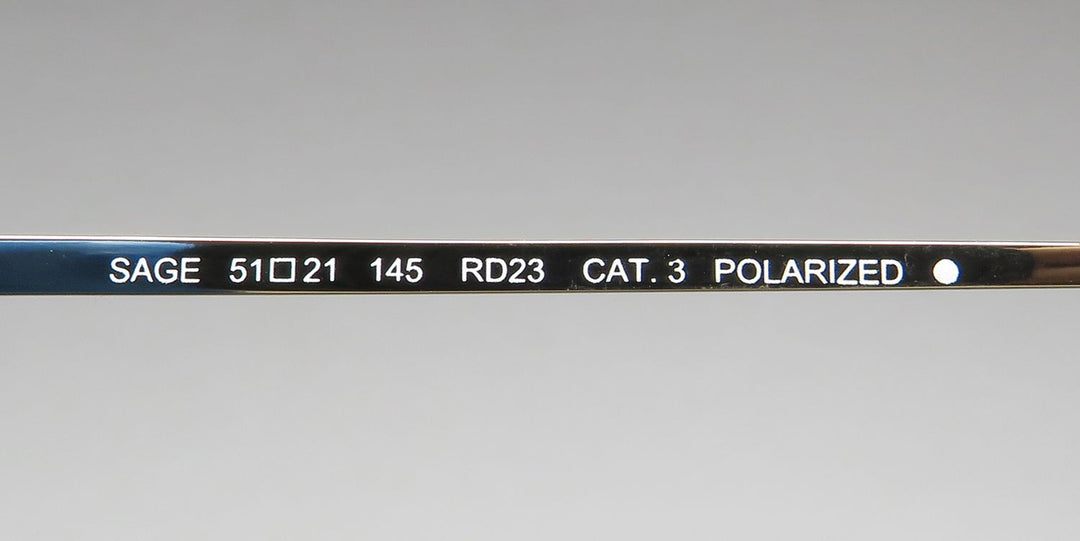 SAGE 51□21 145 RD23 CAT. 3 POLARIZED